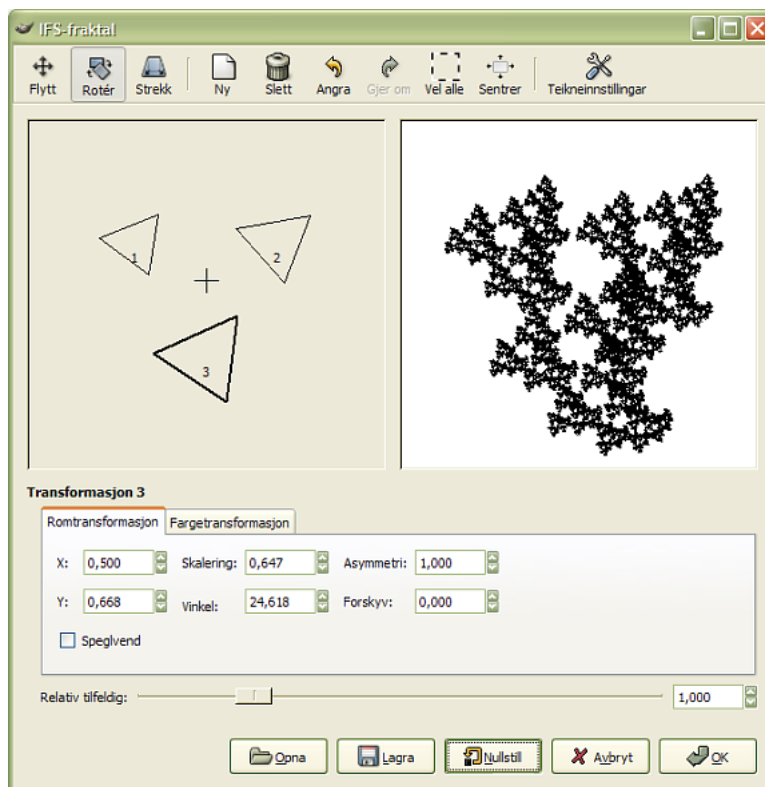 IFS-fraktal
Flytt Rotér Strekk Ny Slett Angra Gjer om Vel alle Sentrer Teikneinnstillingar
1
2
3
Transformasjon 3
Romtransformasjon Fargetransformasjon
X: 0,500 Skalering: 0,647 Asymmetri: 1,000
Y: 0,668 Vinkel: 24,618 Forskyv: 0,000
Speglvend
Relativ tilfeldig: 1,000
Opna Lagra Nullstill Avbryt OK